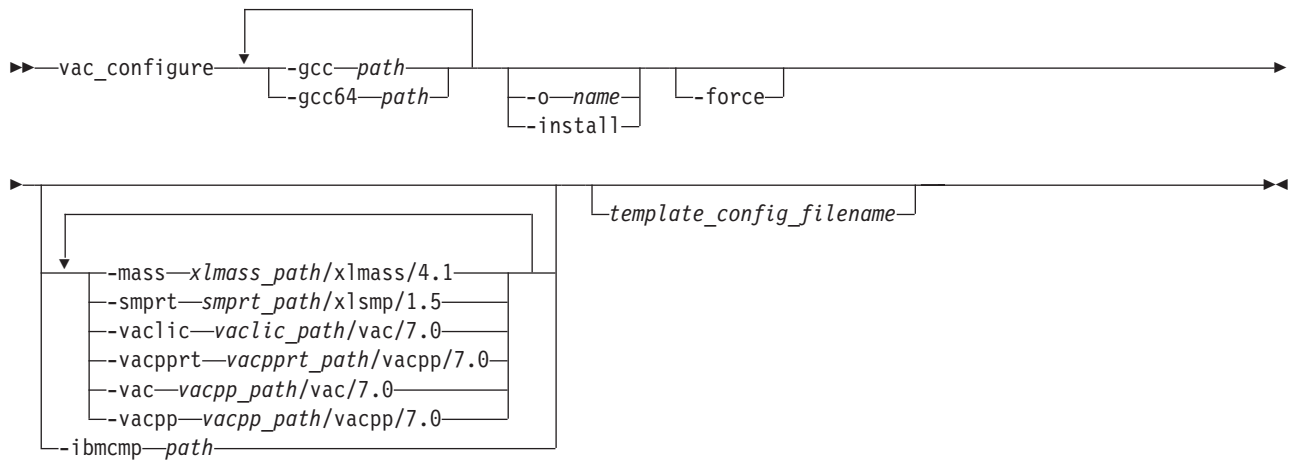 vac_configure -gcc path
-gcc64 path
-o name
-install
-force
template_config_filename
-mass xlmass_path/xlmass/4.1
-smprt smprt_path/xlsmp/1.5
-vaclic vaclic_path/vac/7.0
-vacpprt vacpprt_path/vacpp/7.0
-vac vacpp_path/vac/7.0
-vacpp vacpp_path/vacpp/7.0
-ibmcmp path